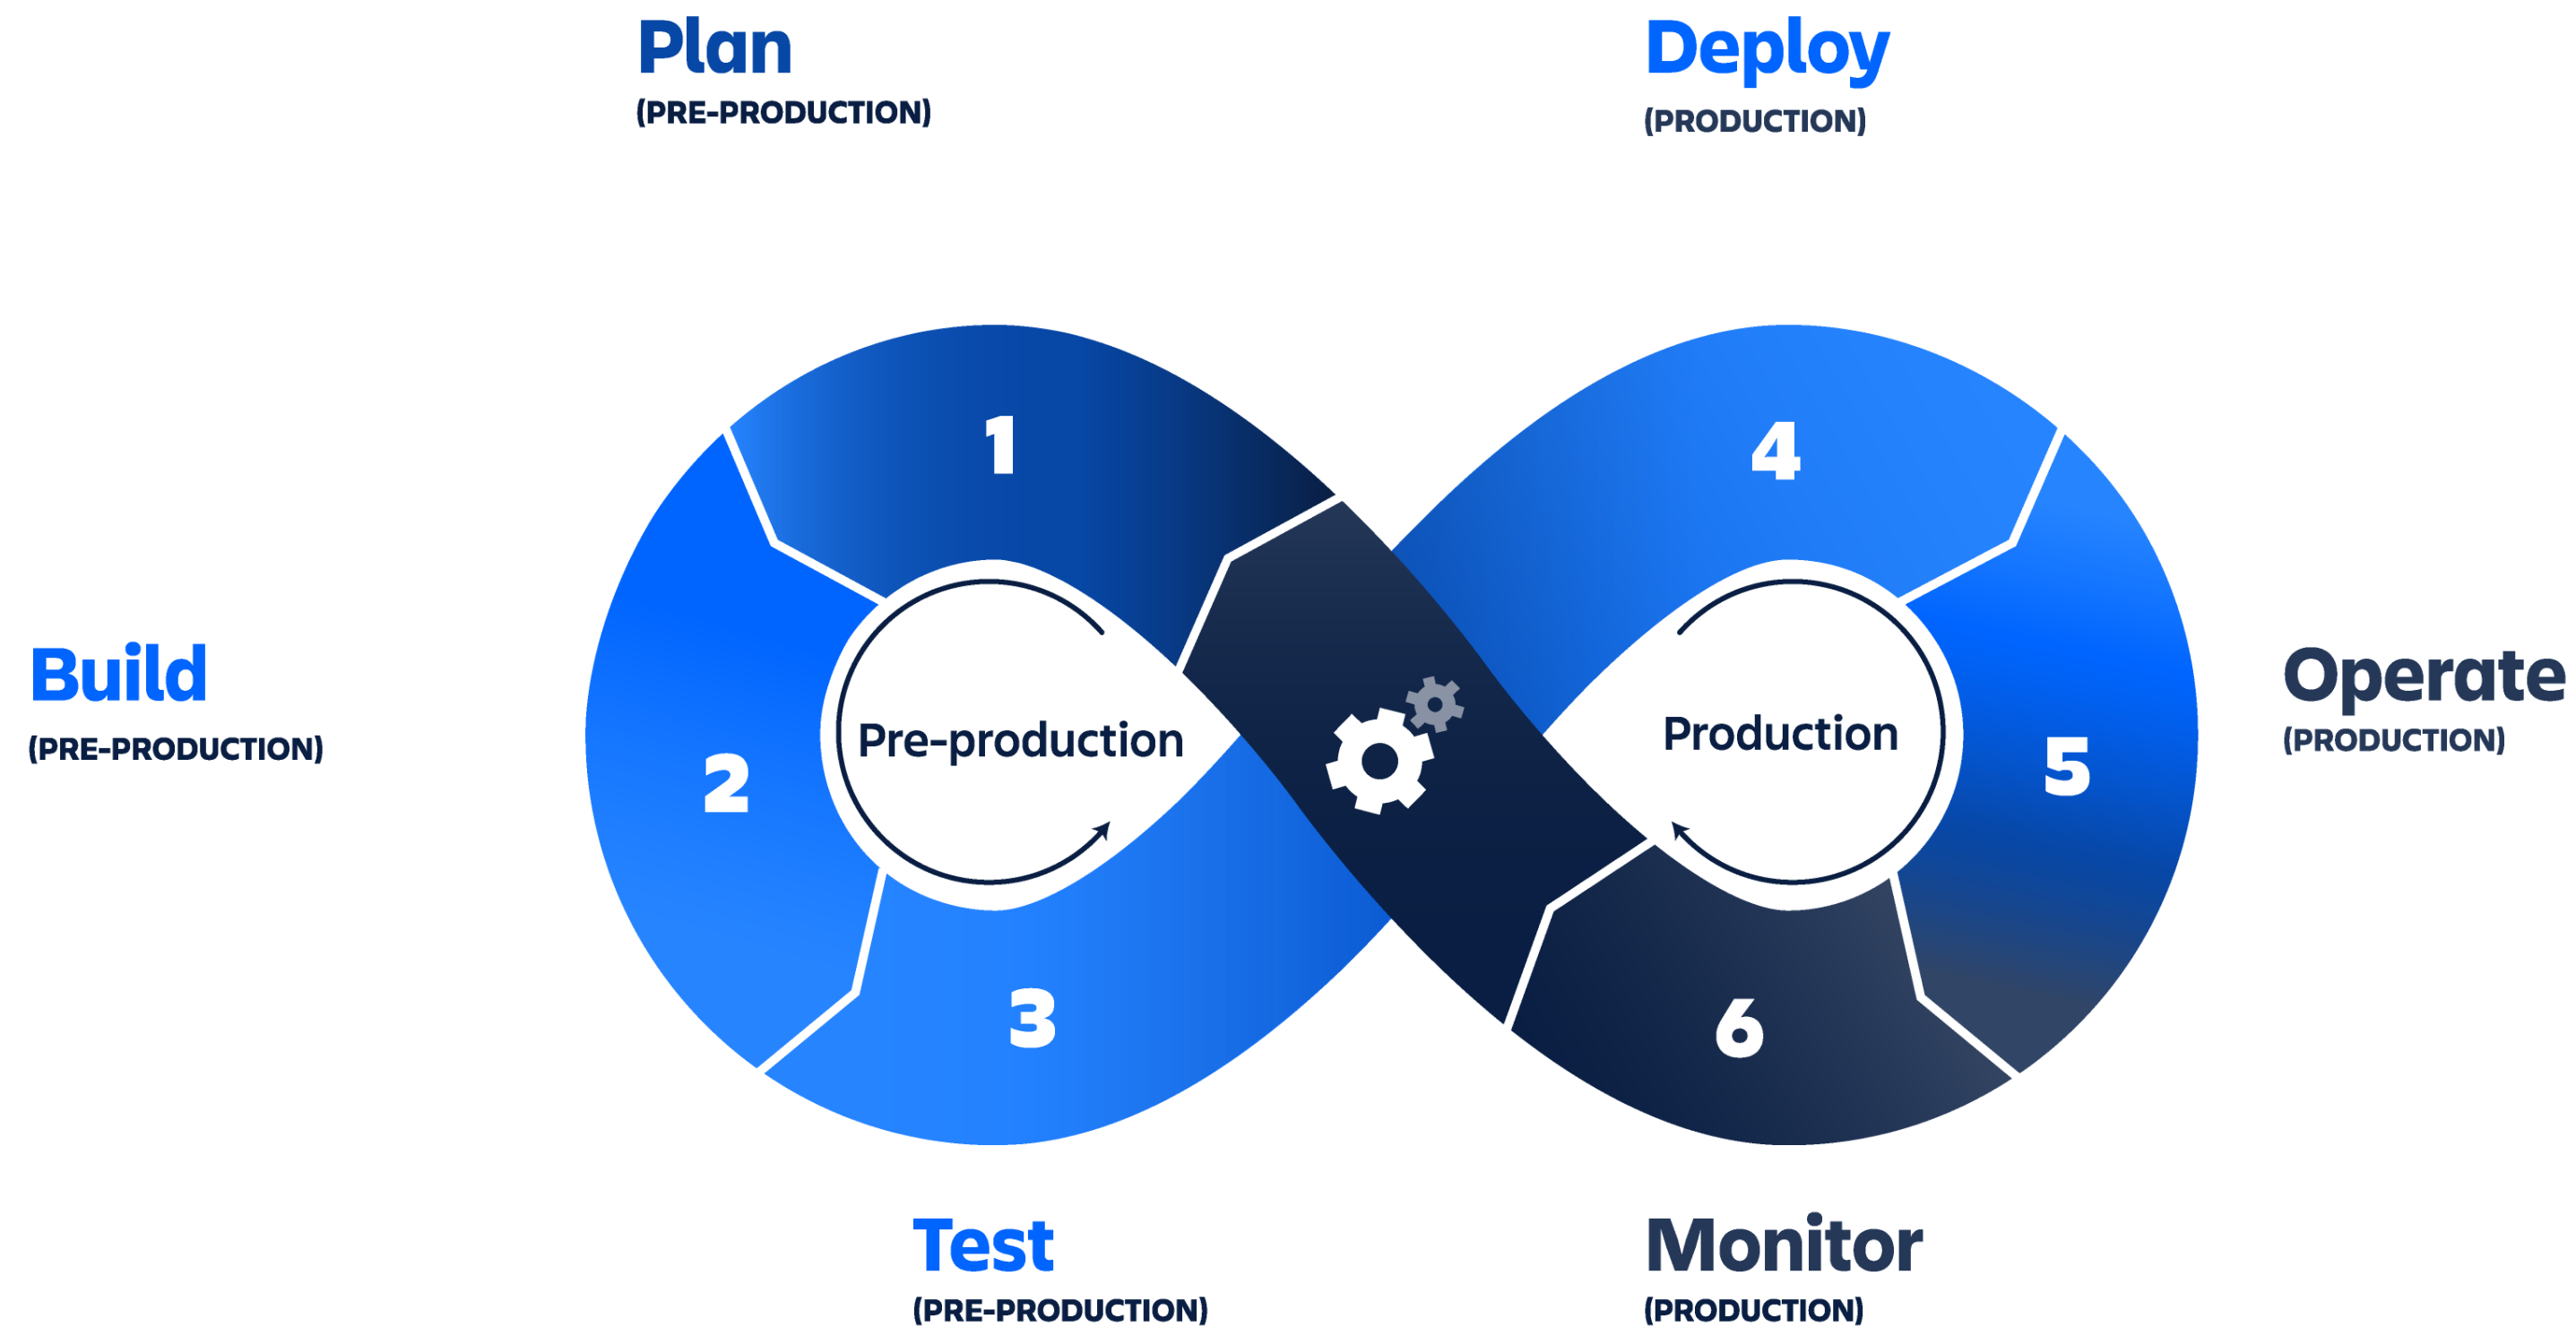 Plan
(PRE-PRODUCTION)
Deploy
(PRODUCTION)
1
4
Build
(PRE-PRODUCTION)
2
Pre-production
Production
5
Operate
(PRODUCTION)
3
6
Test
(PRE-PRODUCTION)
Monitor
(PRODUCTION)